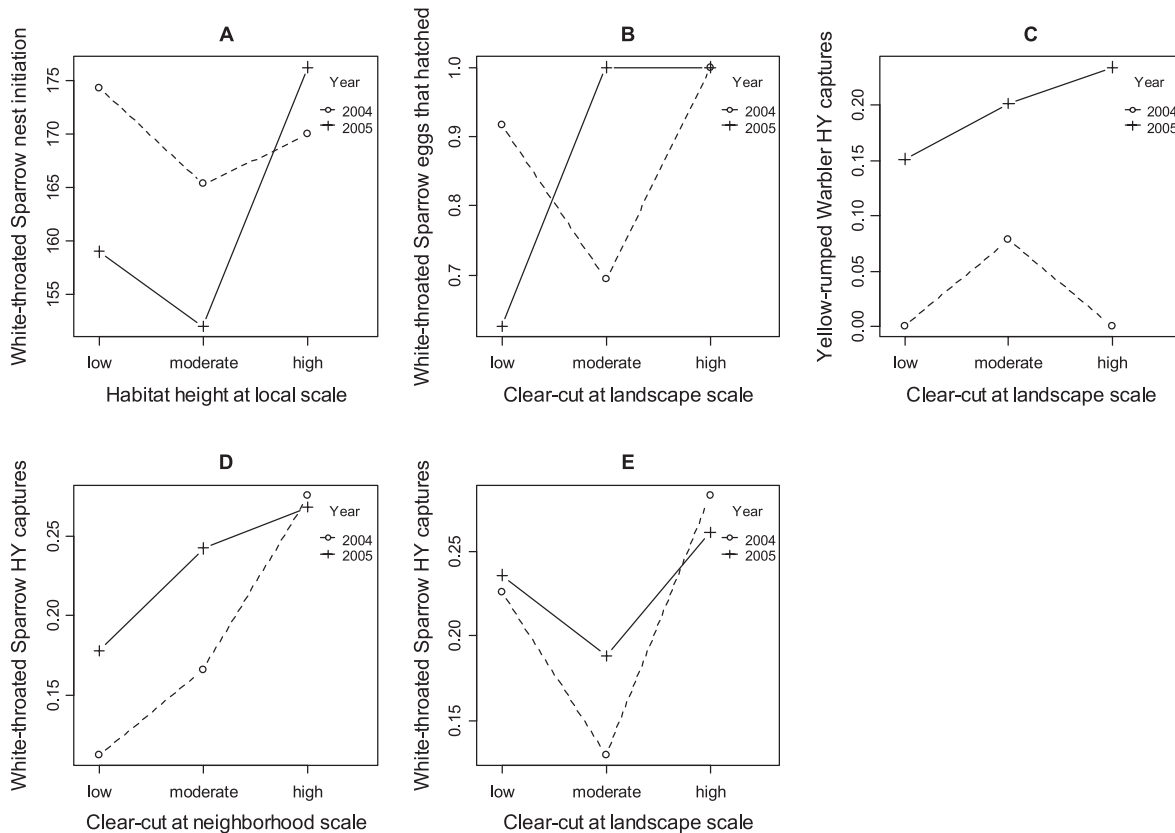 A
White-throated Sparrow nest initiation
175
170
165
160
155
Year
2004
2005
low
moderate
high
Habitat height at local scale
B
White-throated Sparrow eggs that hatched
1.0
0.9
0.8
0.7
Year
2004
2005
low
moderate
high
Clear-cut at landscape scale
C
Yellow-rumped Warbler HY captures
0.20
0.15
0.10
0.05
0.00
Year
2004
2005
low
moderate
high
Clear-cut at landscape scale
D
White-throated Sparrow HY captures
0.25
0.20
0.15
Year
2004
2005
low
moderate
high
Clear-cut at neighborhood scale
E
White-throated Sparrow HY captures
0.25
0.20
0.15
Year
2004
2005
low
moderate
high
Clear-cut at landscape scale